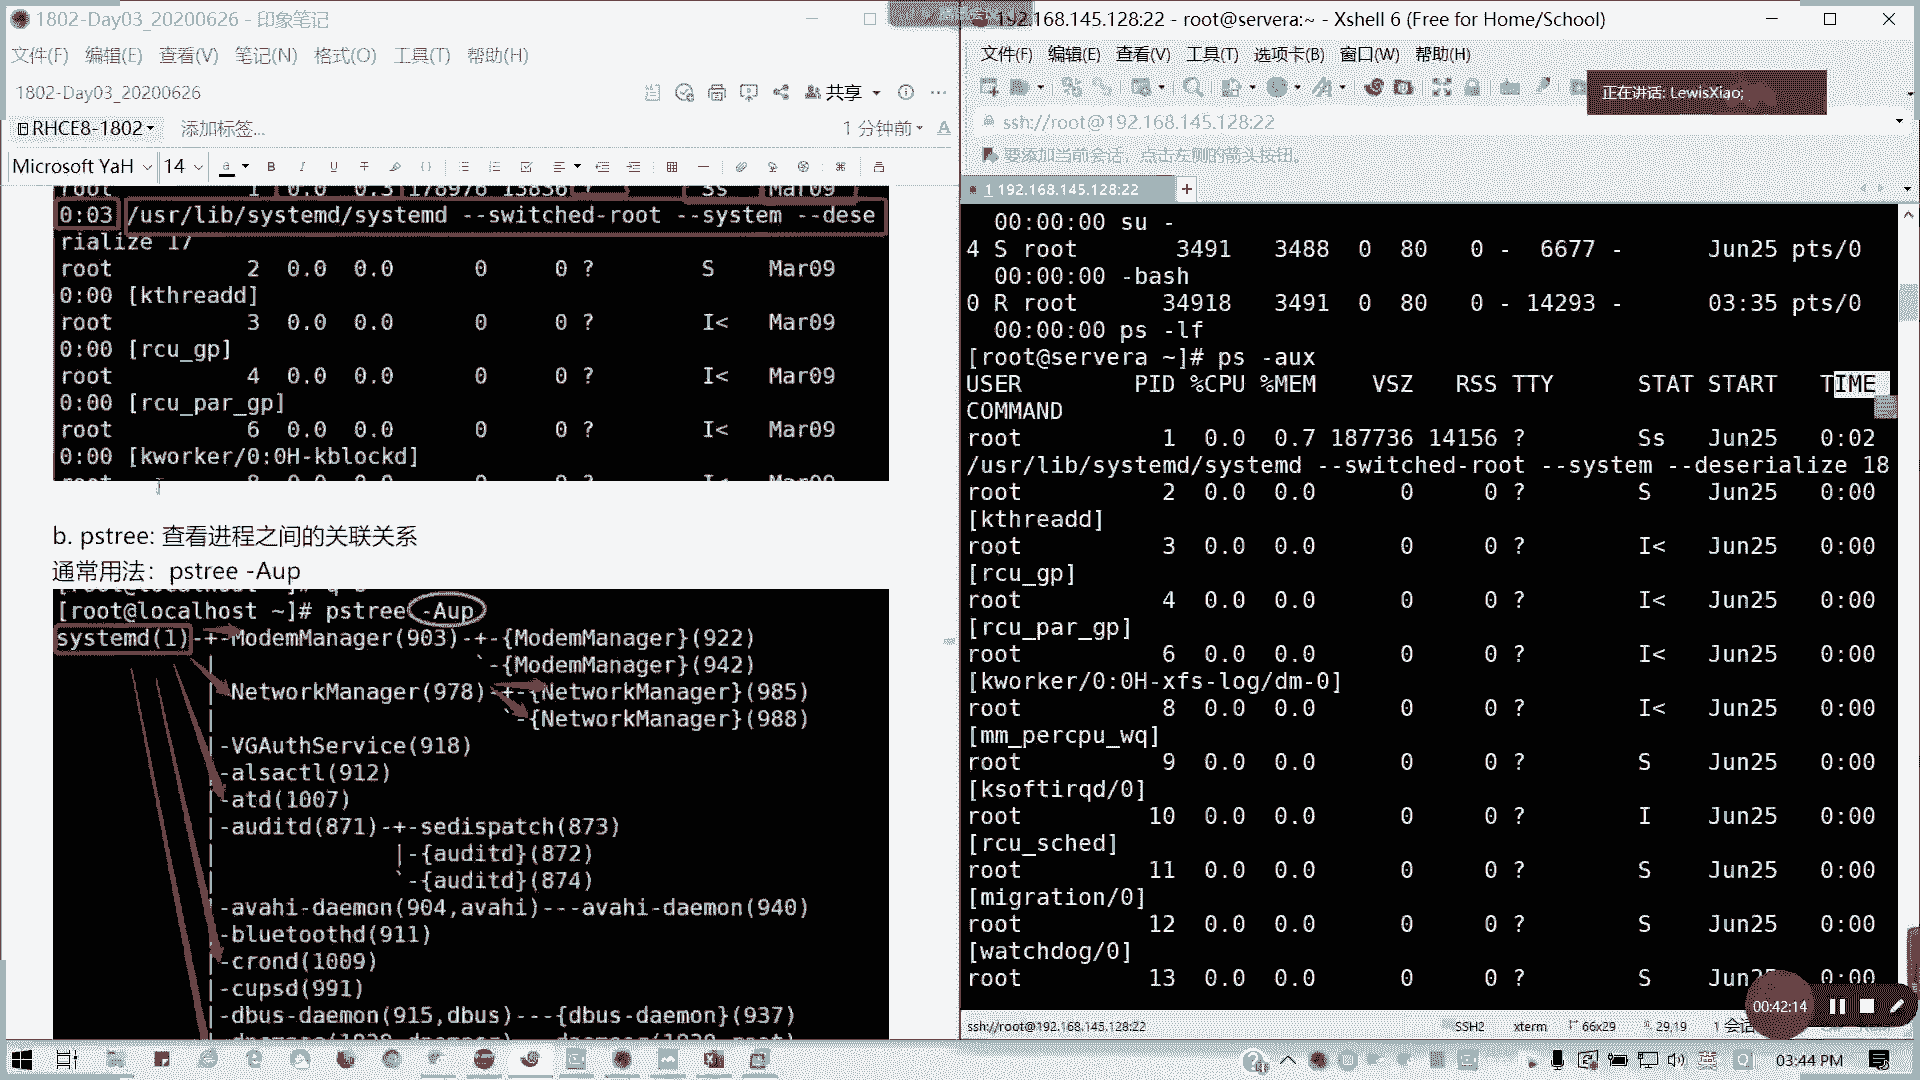 1802-Day03_20200626 - 印象笔记
文件(F) 编辑(E) 查看(V) 笔记(N) 格式(O) 工具(T) 帮助(H)
1802-Day03_20200626
共享
RHCE8-1802 添加标签...
1 分钟前
Microsoft YaH 14
root 1 0.0 0.3 178976 13836 ? Ss Mar09
0:03 /usr/lib/systemd/systemd --switched-root --system --dese
rialize 17
root 2 0.0 0.0 0 0 ? S Mar09
0:00 [kthreadd]
root 3 0.0 0.0 0 0 ? I< Mar09
0:00 [rcu_gp]
root 4 0.0 0.0 0 0 ? I< Mar09
0:00 [rcu_par_gp]
root 6 0.0 0.0 0 0 ? I< Mar09
0:00 [kworker/0:0H-kblockd]
b. pstree: 查看进程之间的关联关系
通常用法：pstree -Aup
[root@localhost ~]# pstree -Aup
systemd(1)-+-ModemManager(903)-+-{ModemManager}(922)
| `-{ModemManager}(942)
|-NetworkManager(978)-+-{NetworkManager}(985)
| `-{NetworkManager}(988)
|-VGAuthService(918)
|-alsactl(912)
|-atd(1007)
|-auditd(871)-+-sedispatch(873)
| |-{auditd}(872)
| `-{auditd}(874)
|-avahi-daemon(904,avahi)---avahi-daemon(940)
|-bluetoothd(911)
|-crond(1009)
|-cupsd(991)
|-dbus-daemon(915,dbus)---{dbus-daemon}(937)
192.168.145.128:22 - root@servera:~ - Xshell 6 (Free for Home/School)
文件(F) 编辑(E) 查看(V) 工具(T) 选项卡(B) 窗口(W) 帮助(H)
正在讲话: LewisXiao;
ssh://root@192.168.145.128:22
要添加当前会话，点击左侧的箭头按钮。
1 192.168.145.128:22
00:00:00 su -
4 S root 3491 3488 0 80 0 - 6677 - Jun25 pts/0
00:00:00 -bash
0 R root 34918 3491 0 80 0 - 14293 - 03:35 pts/0
00:00:00 ps -lf
[root@servera ~]# ps -aux
USER PID %CPU %MEM VSZ RSS TTY STAT START TIME
COMMAND
root 1 0.0 0.7 187736 14156 ? Ss Jun25 0:02
/usr/lib/systemd/systemd --switched-root --system --deserialize 18
root 2 0.0 0.0 0 0 ? S Jun25 0:00
[kthreadd]
root 3 0.0 0.0 0 0 ? I< Jun25 0:00
[rcu_gp]
root 4 0.0 0.0 0 0 ? I< Jun25 0:00
[rcu_par_gp]
root 6 0.0 0.0 0 0 ? I< Jun25 0:00
[kworker/0:0H-xfs-log/dm-0]
root 8 0.0 0.0 0 0 ? I< Jun25 0:00
[mm_percpu_wq]
root 9 0.0 0.0 0 0 ? S Jun25 0:00
[ksoftirqd/0]
root 10 0.0 0.0 0 0 ? I Jun25 0:00
[rcu_sched]
root 11 0.0 0.0 0 0 ? S Jun25 0:00
[migration/0]
root 12 0.0 0.0 0 0 ? S Jun25 0:00
[watchdog/0]
root 13 0.0 0.0 0 0 ? S Jun25 0:00
00:42:14
ssh://root@192.168.145.128:22 SSH2 xterm 66x29 29,19 1 会话
03:44 PM